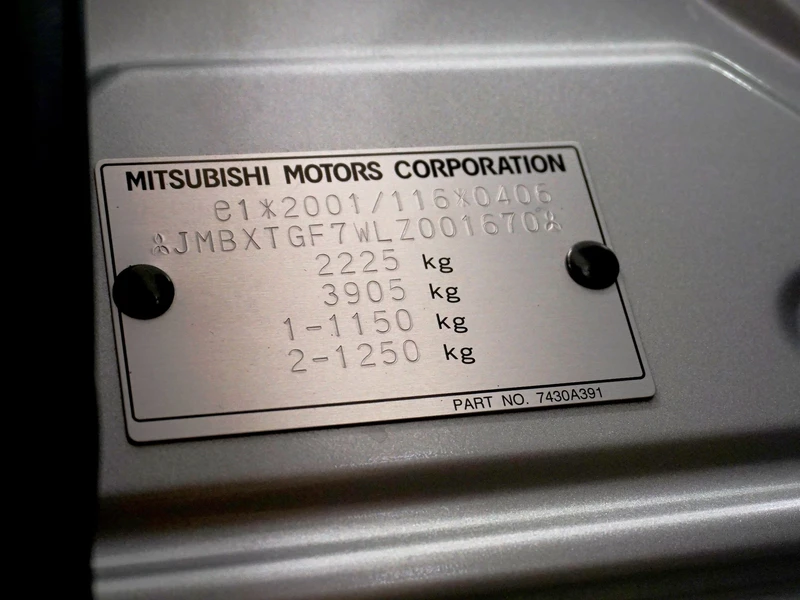 MITSUBISHI MOTORS CORPORATION
e1*2001/116*0406
*JMBXTGF7WLZ001670*
2225 kg
3905 kg
1-1150 kg
2-1250 kg
PART NO. 7430A391